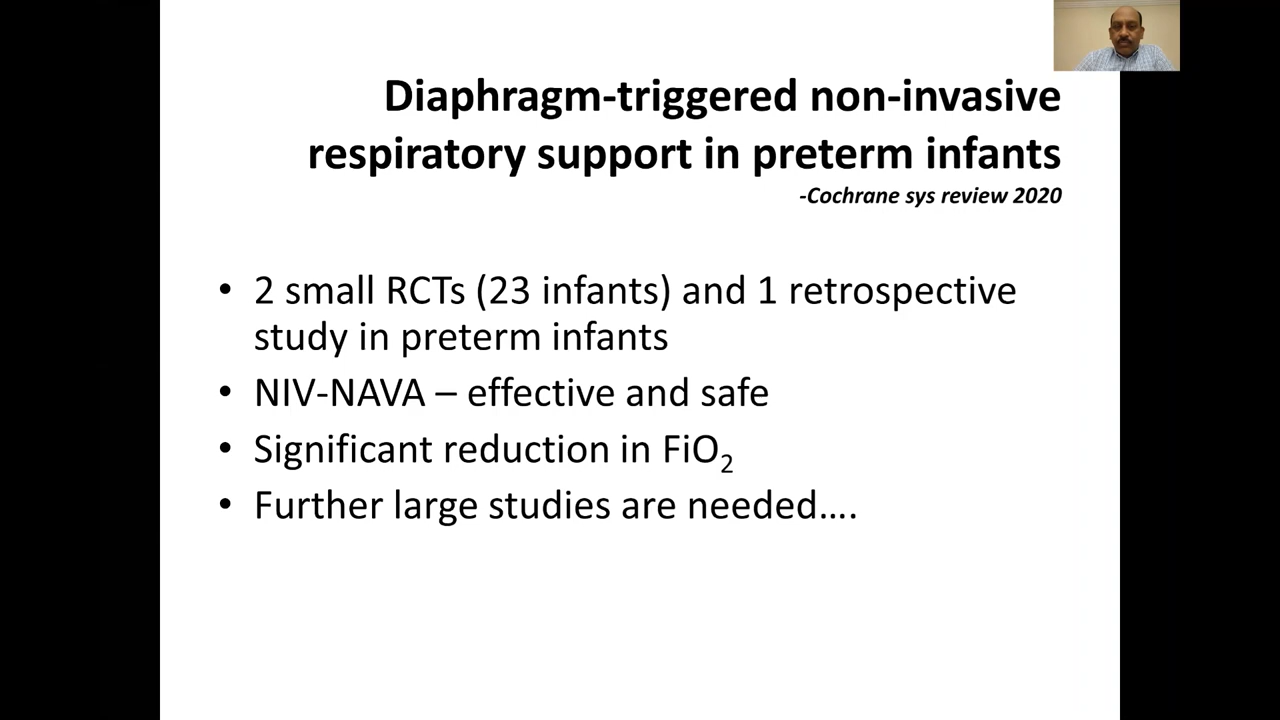 Diaphragm-triggered non-invasive
respiratory support in preterm infants
-Cochrane sys review 2020
• 2 small RCTs (23 infants) and 1 retrospective
study in preterm infants
• NIV-NAVA – effective and safe
• Significant reduction in FiO₂
• Further large studies are needed….